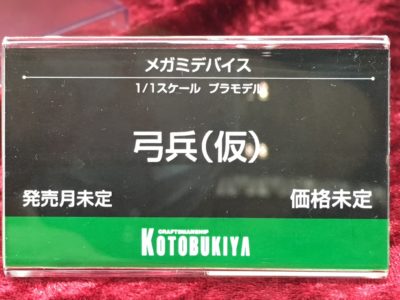 メガミデバイス
1/1スケール プラモデル
弓兵(仮)
発売月未定 価格未定
CRAFTSMANSHIP
KOTOBUKIYA